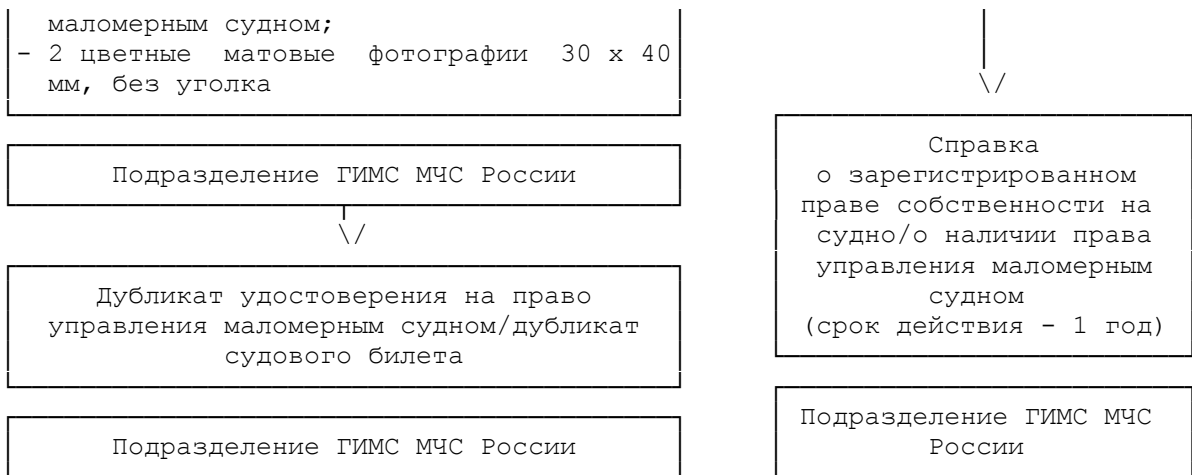 маломерным судном;
- 2 цветные матовые фотографии 30 x 40
мм, без уголка
\/
Подразделение ГИМС МЧС России
\/
Дубликат удостоверения на право
управления маломерным судном/дубликат
судового билета
Подразделение ГИМС МЧС России
Справка
о зарегистрированном
праве собственности на
судно/о наличии права
управления маломерным
судном
(срок действия - 1 год)
Подразделение ГИМС МЧС
России